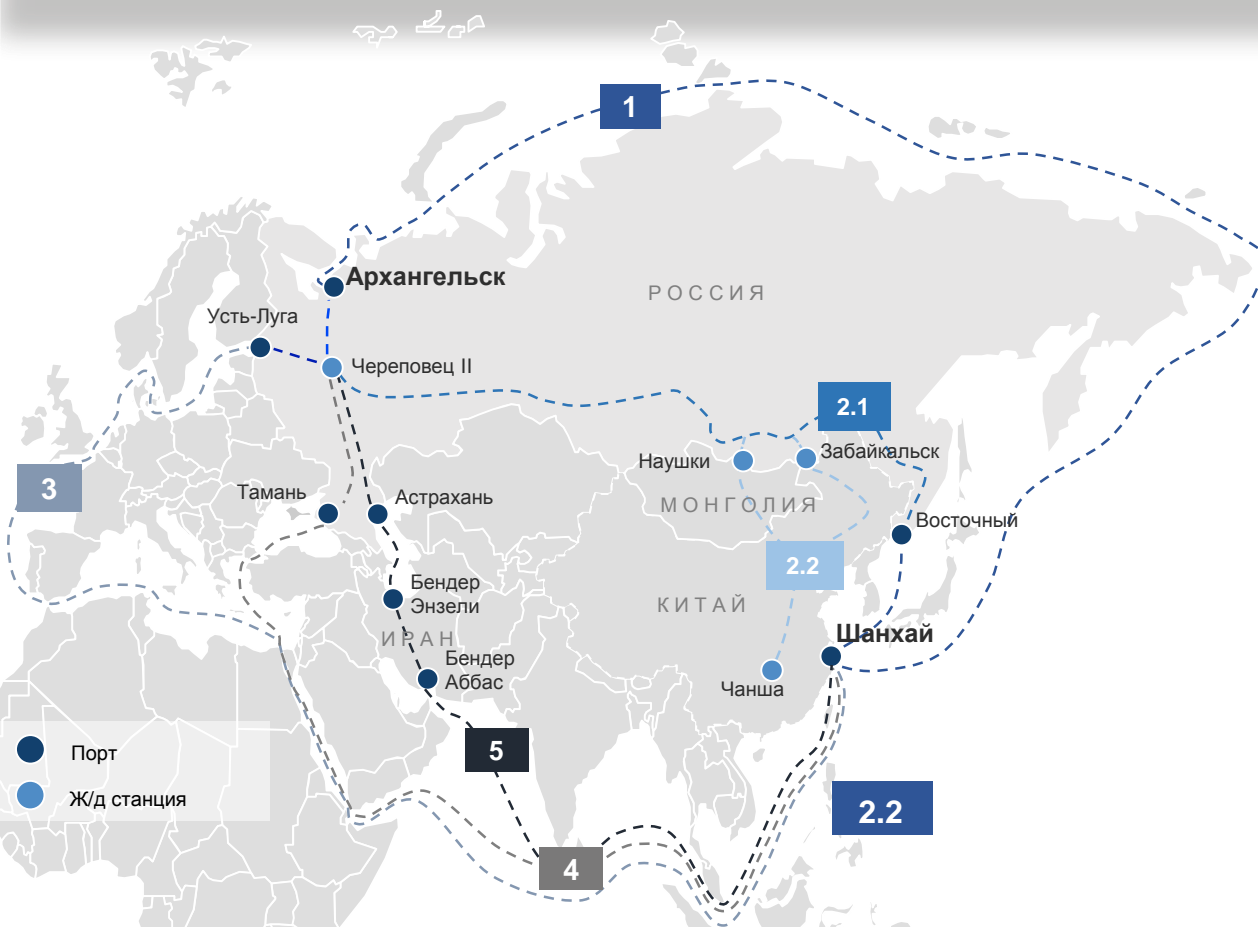 1
Архангельск
РОССИЯ
Усть-Луга
Череповец II
2.1
Наушки
Забайкальск
3
Тамань
Астрахань
МОНГОЛИЯ
Восточный
2.2
Бендер
Энзели
КИТАЙ
ИРАН
Шанхай
Бендер
Аббас
Чанша
5
Порт
Ж/д станция
2.2
4